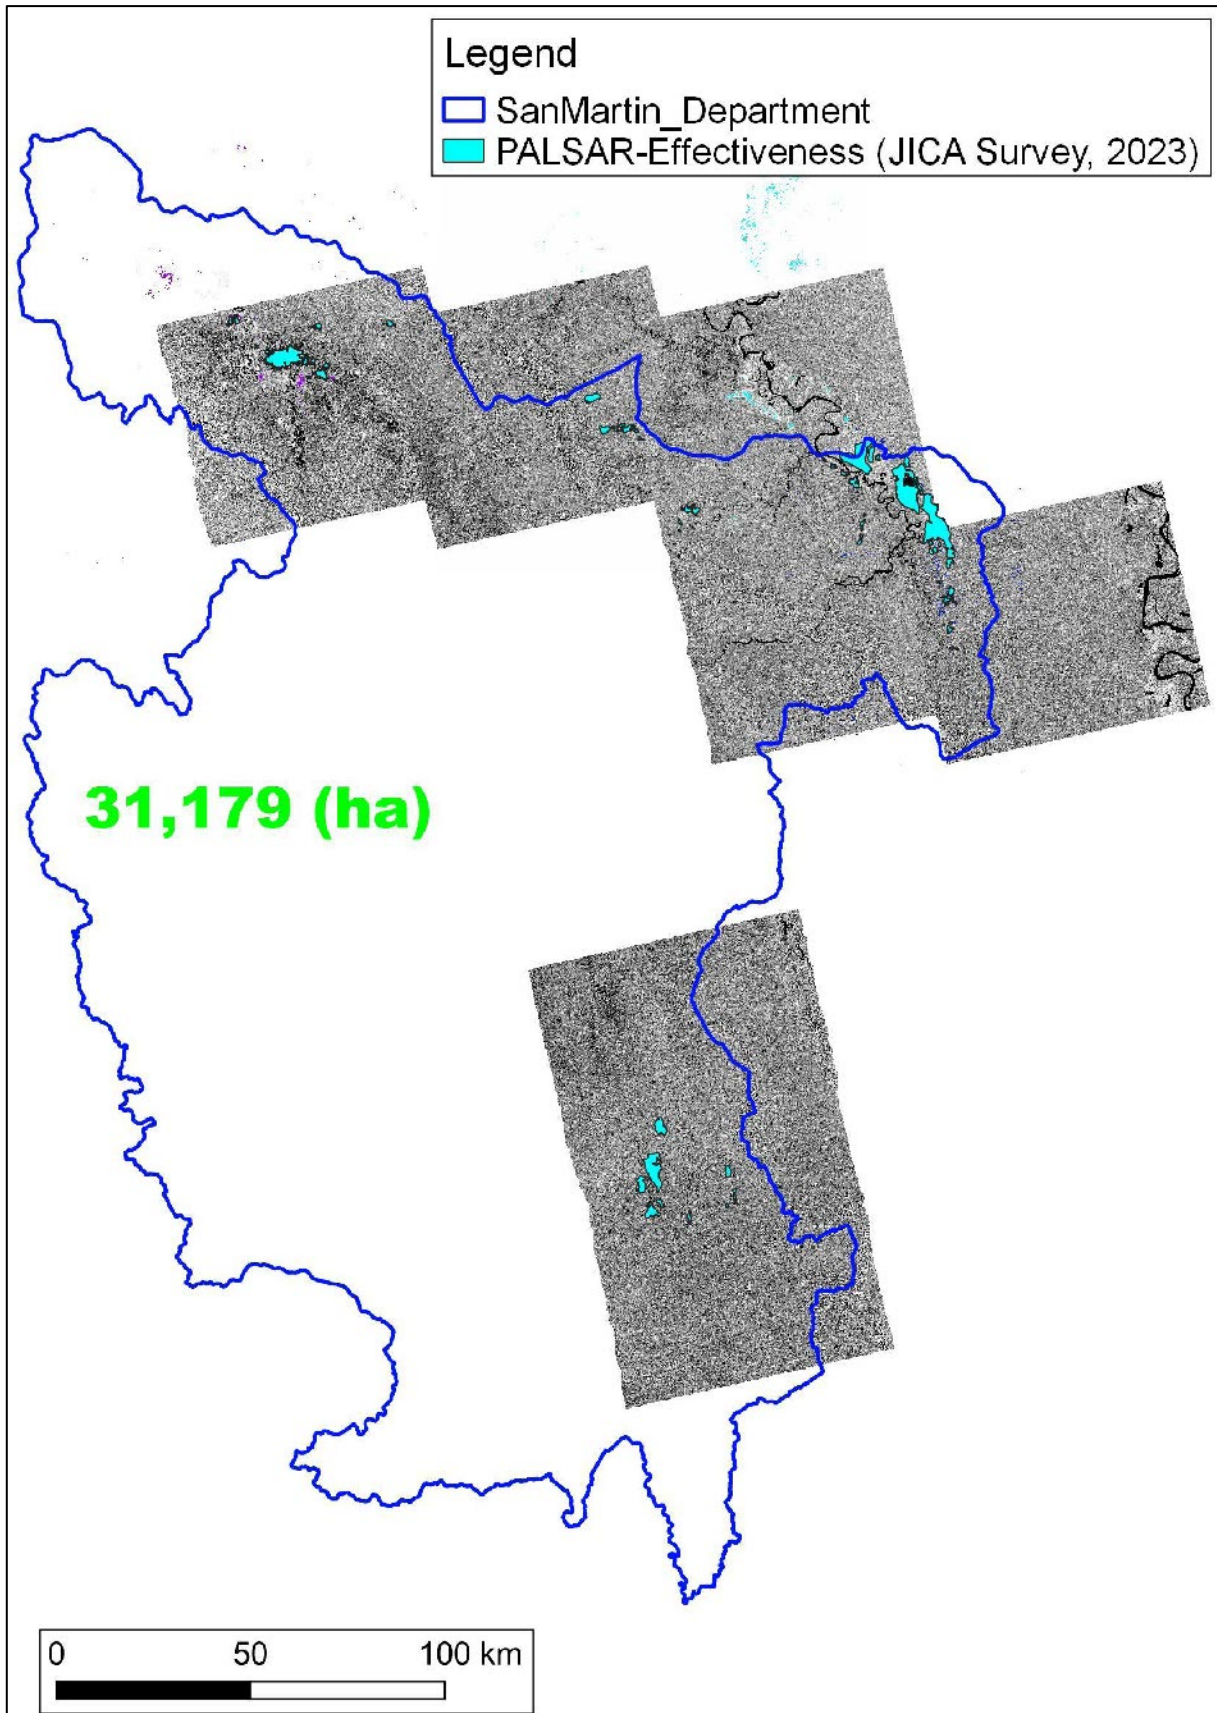 Legend
SanMartin_Department
PALSAR-Effectiveness (JICA Survey, 2023)
31,179 (ha)
0 50 100 km